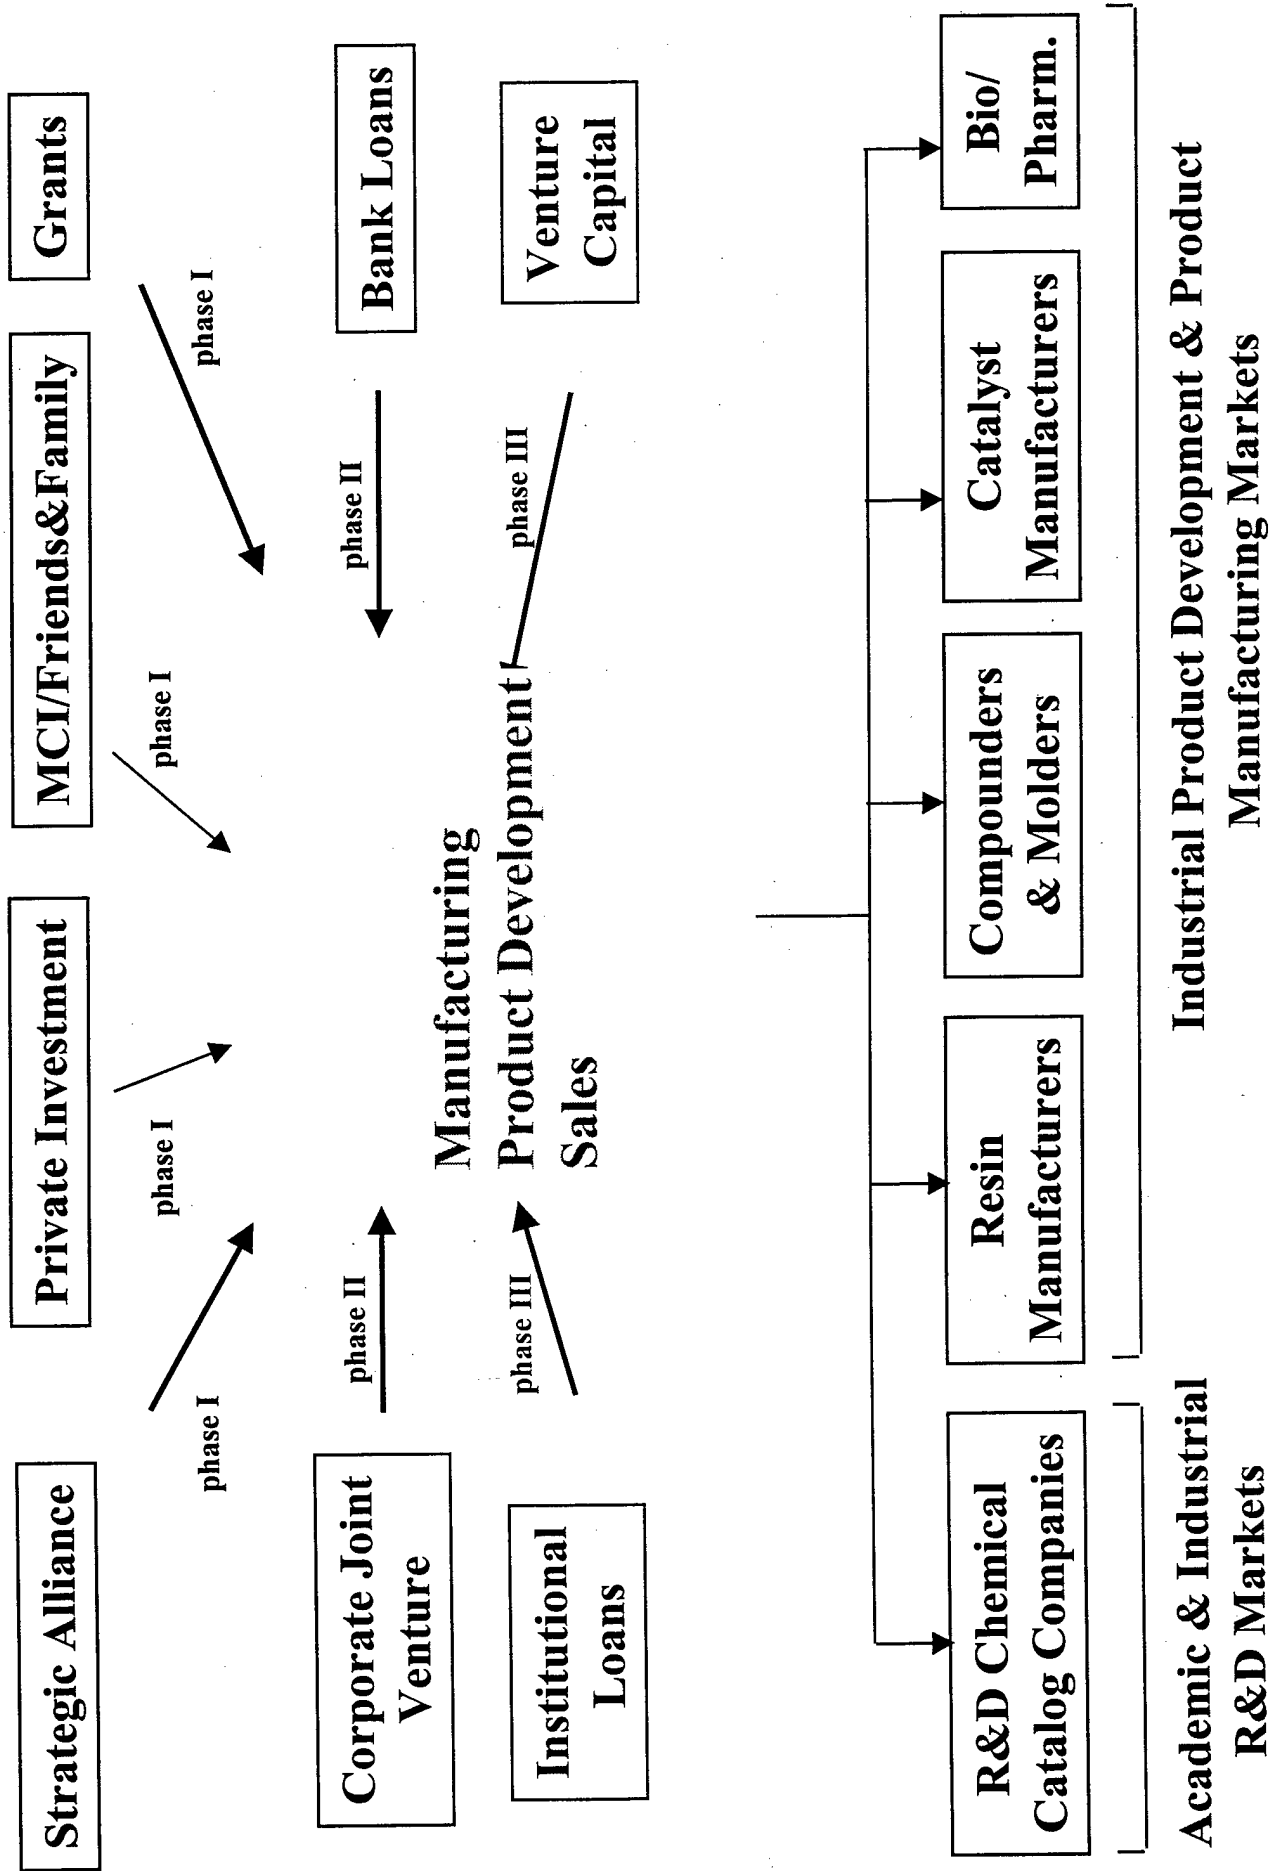 Strategic Alliance
Private Investment
MCI/Friends&Family
Grants
phase I
phase I
phase I
phase I
Corporate Joint
Venture
phase II
phase II
Bank Loans
Manufacturing
Product Development
Sales
Institutional
Loans
phase III
phase III
Venture
Capital
R&D Chemical
Catalog Companies
Resin
Manufacturers
Compounders
& Molders
Catalyst
Manufacturers
Bio/
Pharm.
Academic & Industrial
R&D Markets
Industrial Product Development & Product
Manufacturing Markets